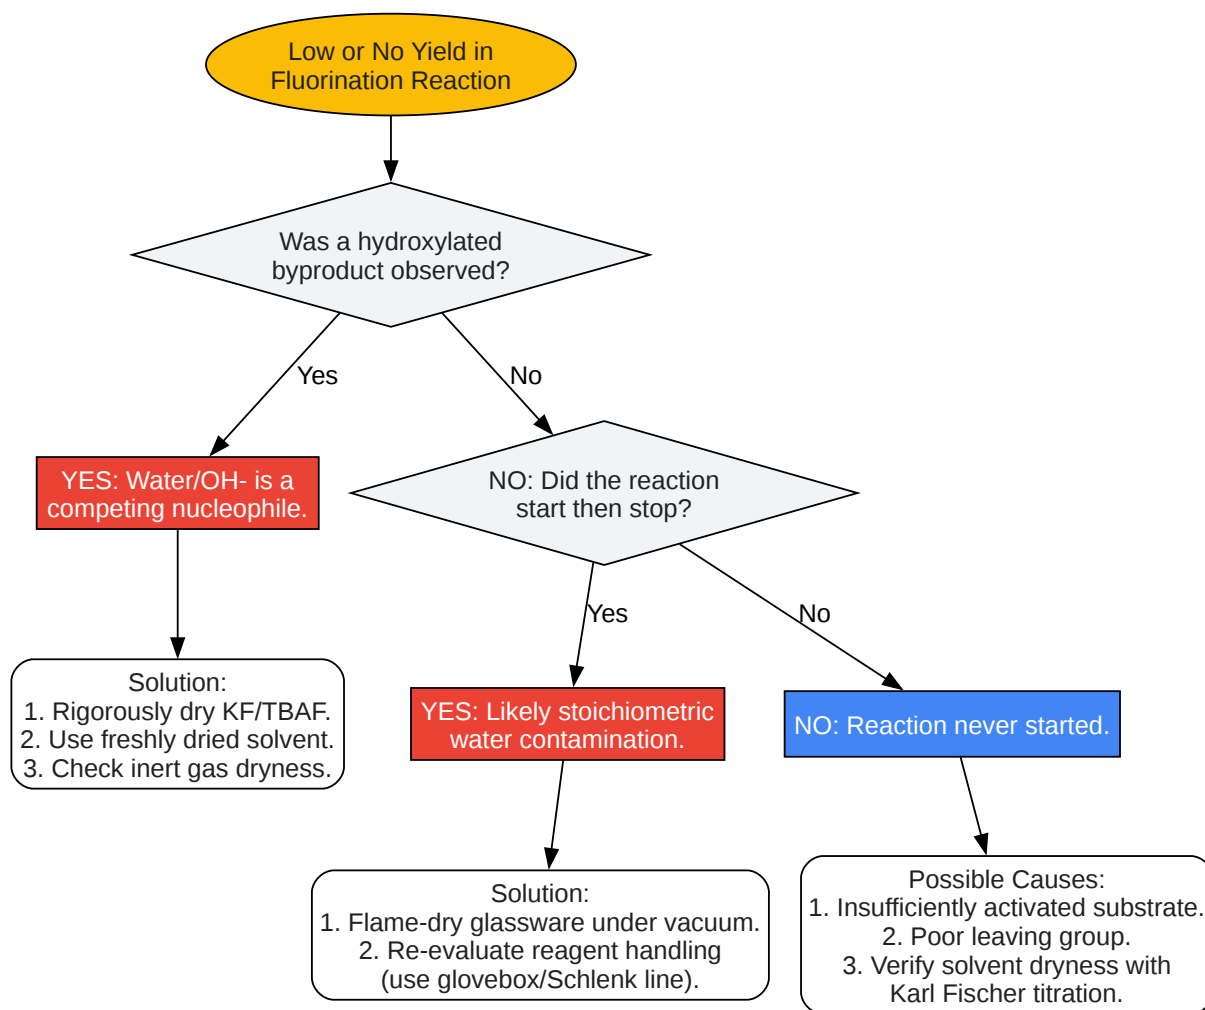 Low or No Yield in
Fluorination Reaction
Was a hydroxylated
byproduct observed?
Yes
No
YES: Water/OH- is a
competing nucleophile.
NO: Did the reaction
start then stop?
Yes
No
Solution:
1. Rigorously dry KF/TBAF.
2. Use freshly dried solvent.
3. Check inert gas dryness.
YES: Likely stoichiometric
water contamination.
NO: Reaction never started.
Solution:
1. Flame-dry glassware under vacuum.
2. Re-evaluate reagent handling
(use glovebox/Schlenk line).
Possible Causes:
1. Insufficiently activated substrate.
2. Poor leaving group.
3. Verify solvent dryness with
Karl Fischer titration.